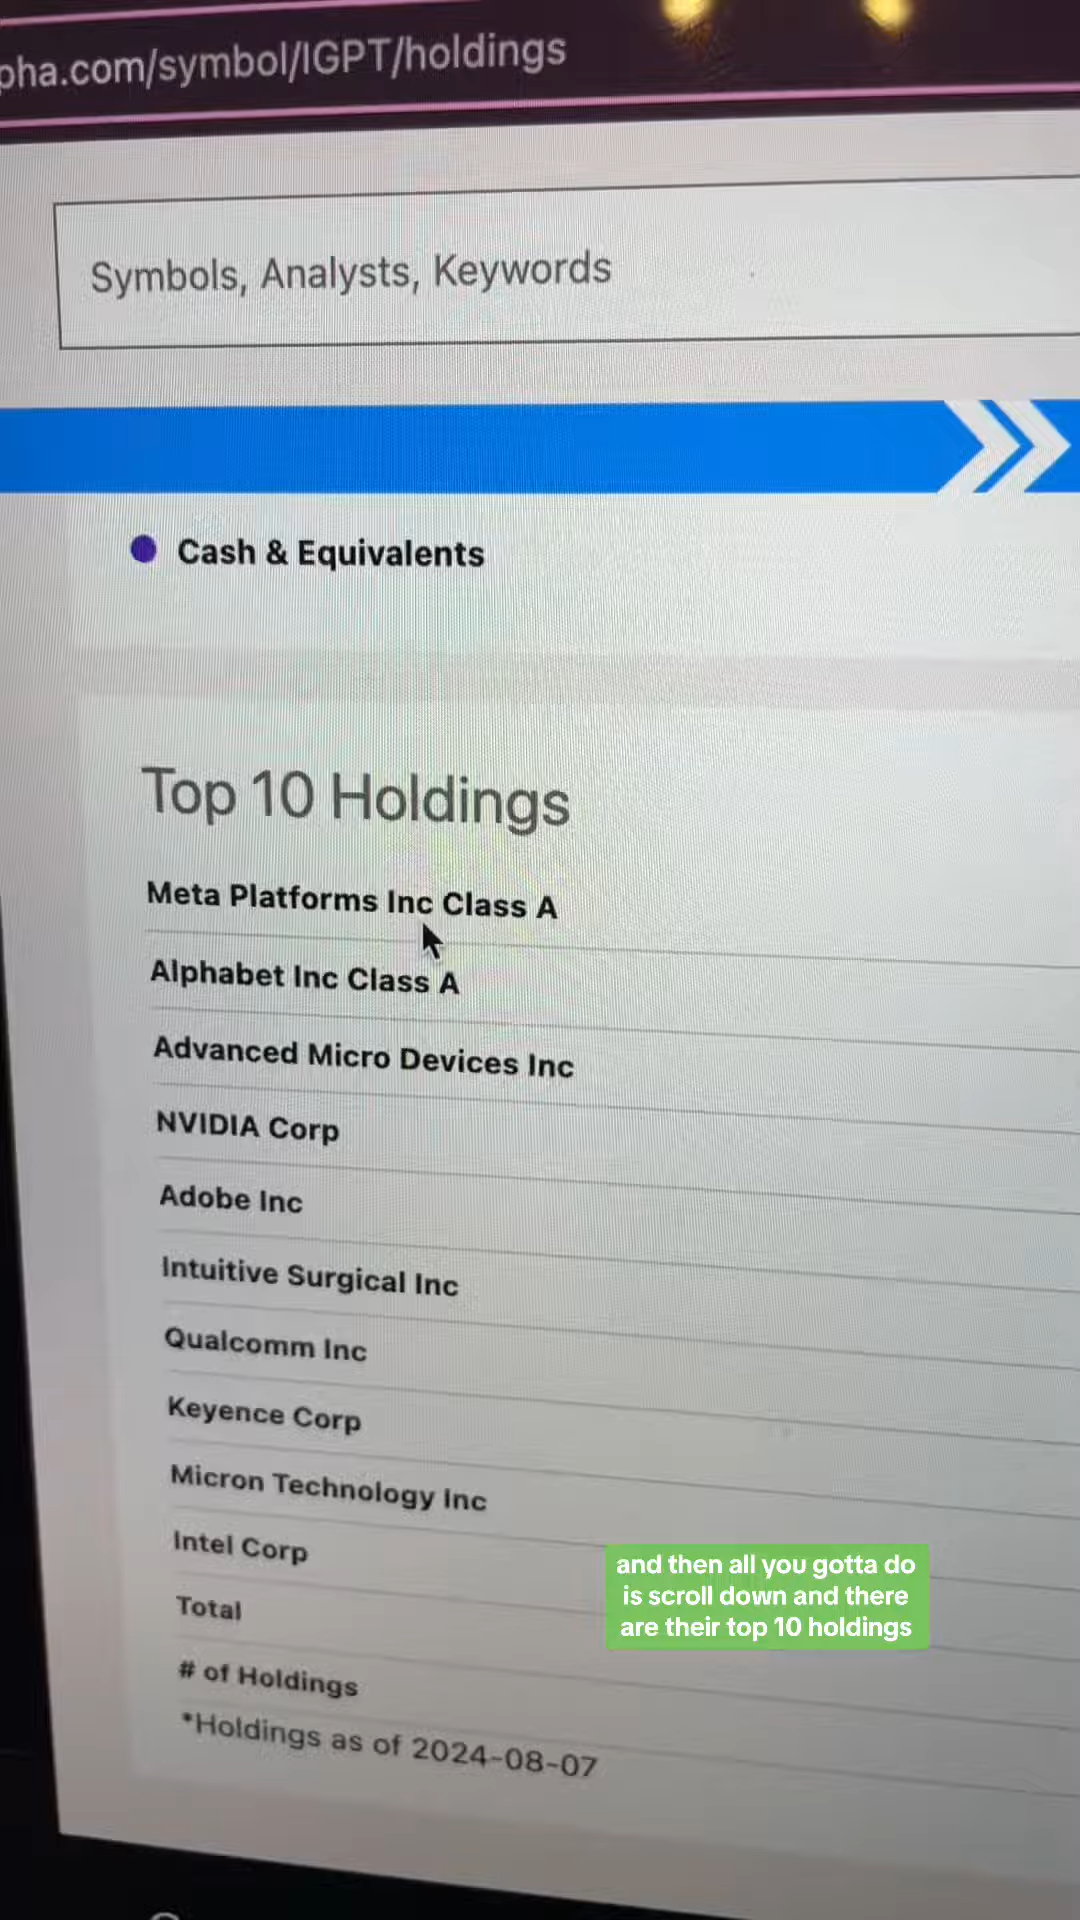 pha.com/symbol/IGPT/holdings
Symbols, Analysts, Keywords
Cash & Equivalents
Top 10 Holdings
Meta Platforms Inc Class A
Alphabet Inc Class A
Advanced Micro Devices Inc
NVIDIA Corp
Adobe Inc
Intuitive Surgical Inc
Qualcomm Inc
Keyence Corp
Micron Technology Inc
Intel Corp
Total
# of Holdings
*Holdings as of 2024-08-07
and then all you gotta do
is scroll down and there
are their top 10 holdings